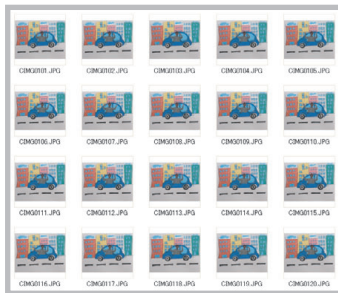 CIMG0101.JPG CIMG0102.JPG CIMG0103.JPG CIMG0104.JPG CIMG0105.JPG
CIMG0106.JPG CIMG0107.JPG CIMG0108.JPG CIMG0109.JPG CIMG0110.JPG
CIMG0111.JPG CIMG0112.JPG CIMG0113.JPG CIMG0114.JPG CIMG0115.JPG
CIMG0116.JPG CIMG0117.JPG CIMG0118.JPG CIMG0119.JPG CIMG0120.JPG